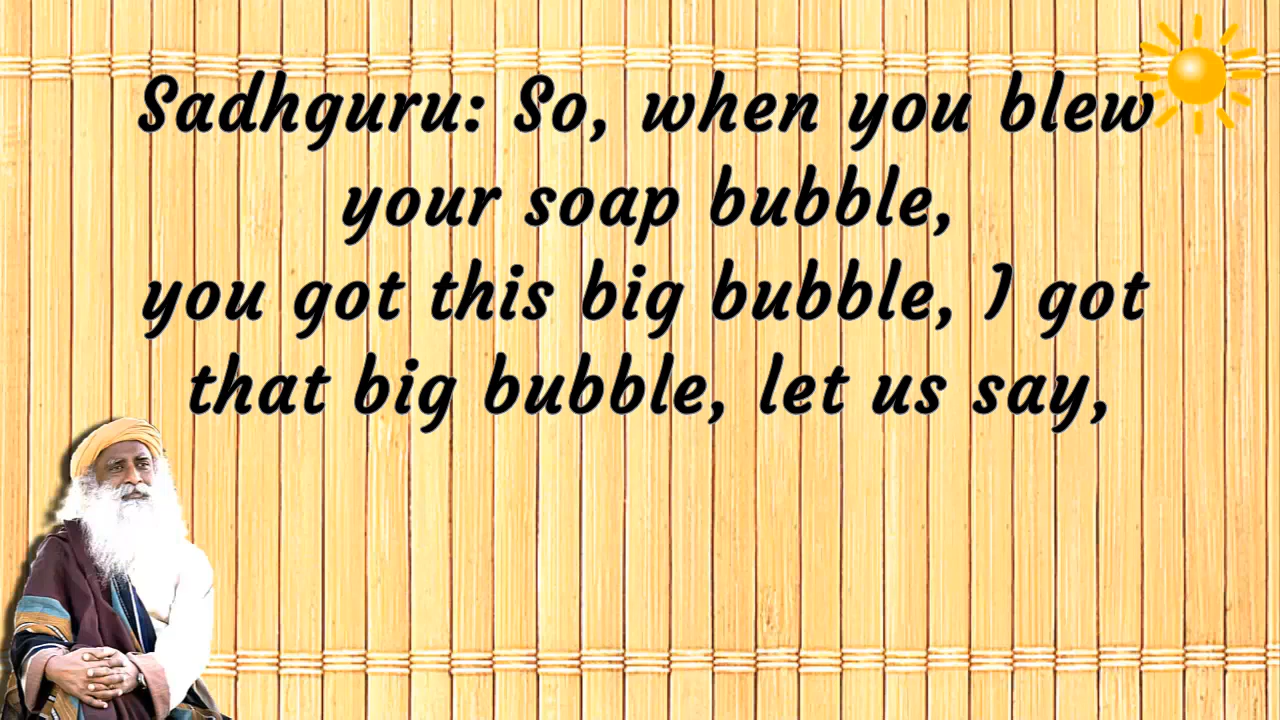 Sadhguru: So, when you blew
your soap bubble,
you got this big bubble, I got
that big bubble, let us say,